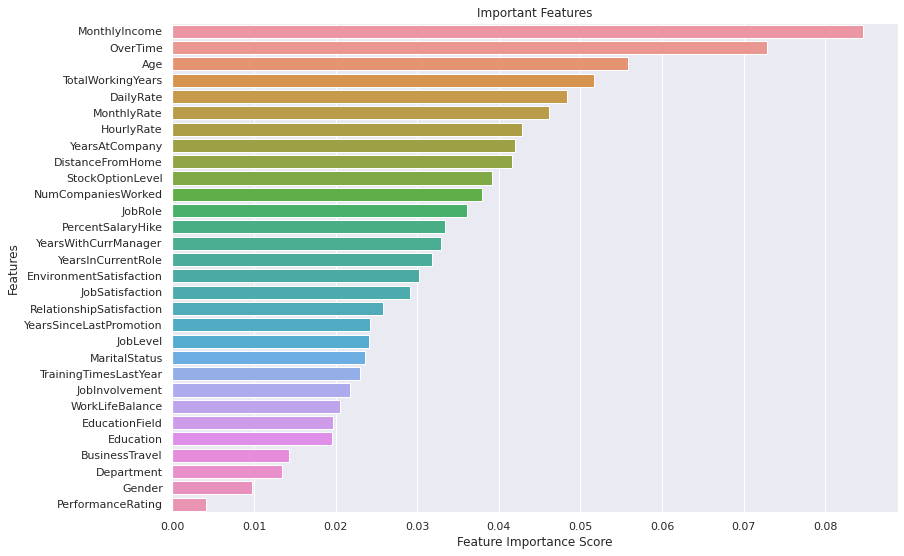 Important Features
Features
MonthlyIncome
OverTime
Age
TotalWorkingYears
DailyRate
MonthlyRate
HourlyRate
YearsAtCompany
DistanceFromHome
StockOptionLevel
NumCompaniesWorked
JobRole
PercentSalaryHike
YearsWithCurrManager
YearsInCurrentRole
EnvironmentSatisfaction
JobSatisfaction
RelationshipSatisfaction
YearsSinceLastPromotion
JobLevel
MaritalStatus
TrainingTimesLastYear
JobInvolvement
WorkLifeBalance
EducationField
Education
BusinessTravel
Department
Gender
PerformanceRating
0.00 0.01 0.02 0.03 0.04 0.05 0.06 0.07 0.08
Feature Importance Score